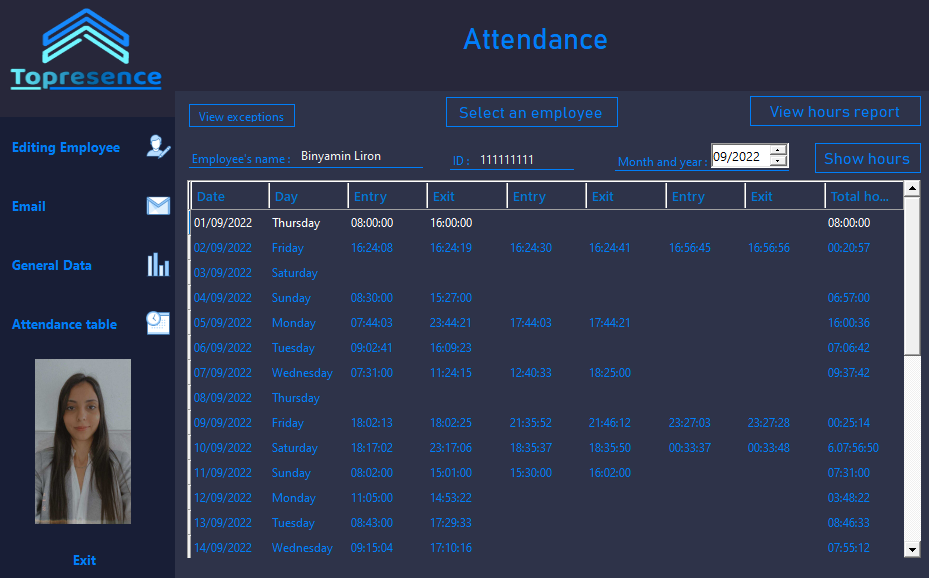 Topresence
Attendance
View exceptions
Select an employee
View hours report
Employee's name : Binyamin Liron
ID : 111111111
Month and year : 09/2022
Show hours
Editing Employee
Email
General Data
Attendance table
Exit
Date Day Entry Exit Entry Exit Entry Exit Total ho...
01/09/2022 Thursday 08:00:00 16:00:00 08:00:00
02/09/2022 Friday 16:24:08 16:24:19 16:24:30 16:24:41 16:56:45 16:56:56 00:20:57
03/09/2022 Saturday
04/09/2022 Sunday 08:30:00 15:27:00 06:57:00
05/09/2022 Monday 07:44:03 23:44:21 17:44:03 17:44:21 16:00:36
06/09/2022 Tuesday 09:02:41 16:09:23 07:06:42
07/09/2022 Wednesday 07:31:00 11:24:15 12:40:33 18:25:00 09:37:42
08/09/2022 Thursday
09/09/2022 Friday 18:02:13 18:02:25 21:35:52 21:46:12 23:27:03 23:27:28 00:25:14
10/09/2022 Saturday 18:17:02 23:17:06 18:35:37 18:35:50 00:33:37 00:33:48 6.07:56:50
11/09/2022 Sunday 08:02:00 15:01:00 15:30:00 16:02:00 07:31:00
12/09/2022 Monday 11:05:00 14:53:22 03:48:22
13/09/2022 Tuesday 08:43:00 17:29:33 08:46:33
14/09/2022 Wednesday 09:15:04 17:10:16 07:55:12